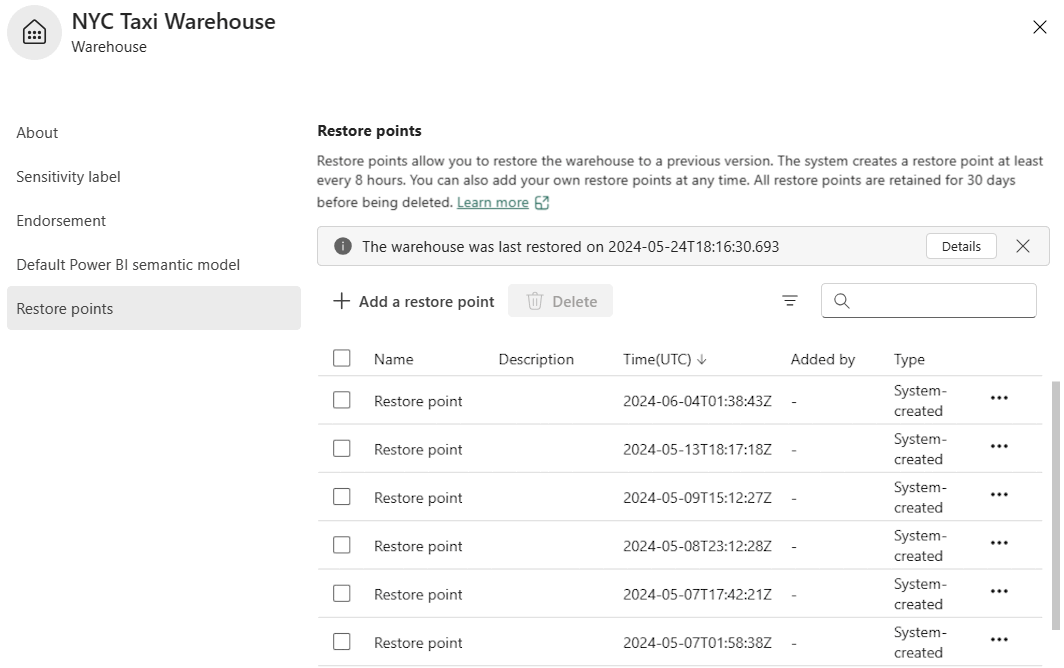 NYC Taxi Warehouse
Warehouse
About
Sensitivity label
Endorsement
Default Power BI semantic model
Restore points
Restore points
Restore points allow you to restore the warehouse to a previous version. The system creates a restore point at least
every 8 hours. You can also add your own restore points at any time. All restore points are retained for 30 days
before being deleted. Learn more
The warehouse was last restored on 2024-05-24T18:16:30.693 Details
Add a restore point Delete
Name Description Time(UTC) Added by Type
Restore point 2024-06-04T01:38:43Z - System-
created
Restore point 2024-05-13T18:17:18Z - System-
created
Restore point 2024-05-09T15:12:27Z - System-
created
Restore point 2024-05-08T23:12:28Z - System-
created
Restore point 2024-05-07T17:42:21Z - System-
created
Restore point 2024-05-07T01:58:38Z - System-
created